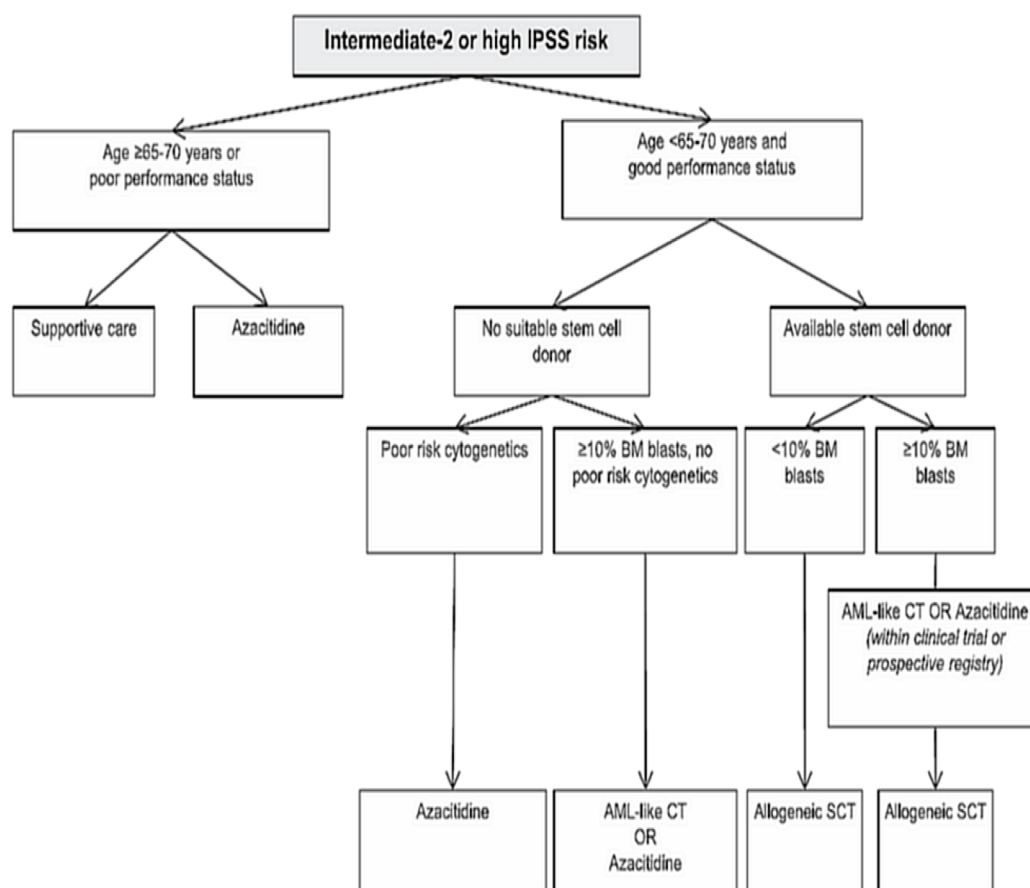 Intermediate-2 or high IPSS risk
Age ≥65-70 years or
poor performance status
Age <65-70 years and
good performance status
Supportive care
Azacitidine
No suitable stem cell
donor
Available stem cell donor
Poor risk cytogenetics
≥10% BM blasts, no
poor risk cytogenetics
<10% BM
blasts
≥10% BM
blasts
AML-like CT OR Azacitidine
(within clinical trial or
prospective registry)
Azacitidine
AML-like CT
OR
Azacitidine
Allogeneic SCT
Allogeneic SCT